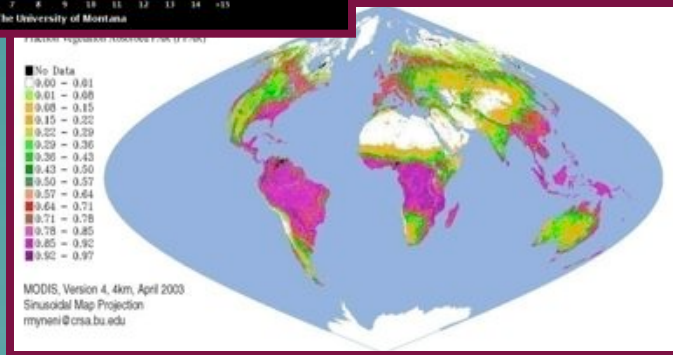 7 8 9 10 11 12 13 14 >15
The University of Montana
No Data
0.00 - 0.01
0.01 - 0.08
0.08 - 0.15
0.15 - 0.22
0.22 - 0.29
0.29 - 0.36
0.36 - 0.43
0.43 - 0.50
0.50 - 0.57
0.57 - 0.64
0.64 - 0.71
0.71 - 0.78
0.78 - 0.85
0.85 - 0.92
0.92 - 0.97
MODIS, Version 4, 4km, April 2003
Sinusoidal Map Projection
rmyneni@crsa.bu.edu